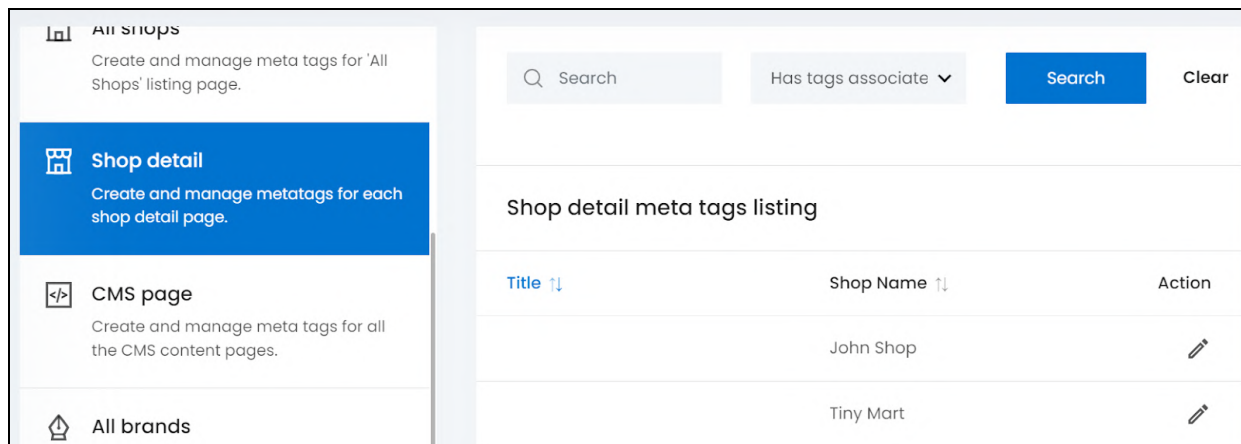 All shops
Create and manage meta tags for 'All
Shops' listing page.
Shop detail
Create and manage metatags for each
shop detail page.
CMS page
Create and manage meta tags for all
the CMS content pages.
All brands
Search
Has tags associate
Search
Clear
Shop detail meta tags listing
Title
Shop Name
Action
John Shop
Tiny Mart